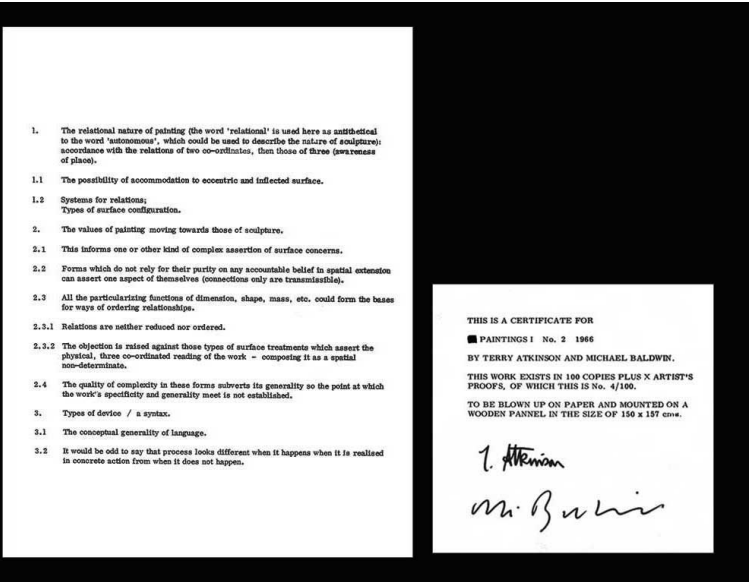 1. The relational nature of painting (the word 'relational' is used here as antithetical
to the word 'autonomous', which could be used to describe the nature of sculpture):
accordance with the relations of two co-ordinates, then those of three (awareness
of place).
1.1 The possibility of accommodation to eccentric and inflected surface.
1.2 Systems for relations;
Types of surface configuration.
2. The values of painting moving towards those of sculpture.
2.1 This informs one or other kind of complex assertion of surface concerns.
2.2 Forms which do not rely for their purity on any accountable belief in spatial extension
can assert one aspect of themselves (connections only are transmissible).
2.3 All the particularizing functions of dimension, shape, mass, etc. could form the bases
for ways of ordering relationships.
2.3.1 Relations are neither reduced nor ordered.
2.3.2 The objection is raised against those types of surface treatments which assert the
physical, three co-ordinated reading of the work - composing it as a spatial
non-determinate.
2.4 The quality of complexity in these forms subverts its generality so the point at which
the work's specificity and generality meet is not established.
3. Types of device / a syntax.
3.1 The conceptual generality of language.
3.2 It would be odd to say that process looks different when it happens when it is realised
in concrete action from when it does not happen.
THIS IS A CERTIFICATE FOR
PAINTINGS I No. 2 1966
BY TERRY ATKINSON AND MICHAEL BALDWIN.
THIS WORK EXISTS IN 100 COPIES PLUS X ARTIST'S
PROOFS, OF WHICH THIS IS No. 4/100.
TO BE BLOWN UP ON PAPER AND MOUNTED ON A
WOODEN PANNEL IN THE SIZE OF 150 x 157 cms.
T. Atkinson
M. Baldwin